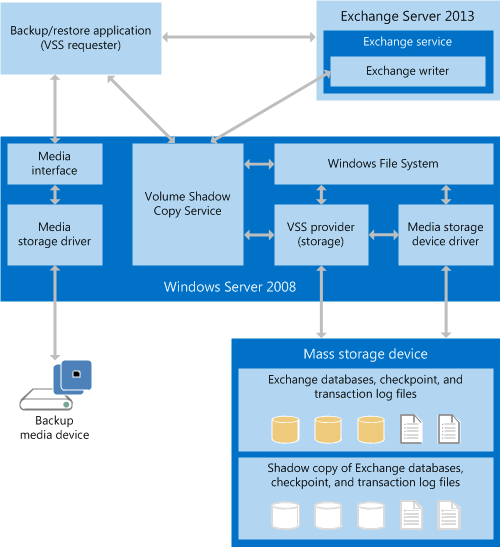 Backup/restore application
(VSS requester)
Exchange Server 2013
Exchange service
Exchange writer
Media
interface
Volume Shadow
Copy Service
Windows File System
Media
storage driver
VSS provider
(storage)
Media storage
device driver
Windows Server 2008
Mass storage device
Exchange databases, checkpoint, and
transaction log files
Backup
media device
Shadow copy of Exchange databases,
checkpoint, and transaction log files